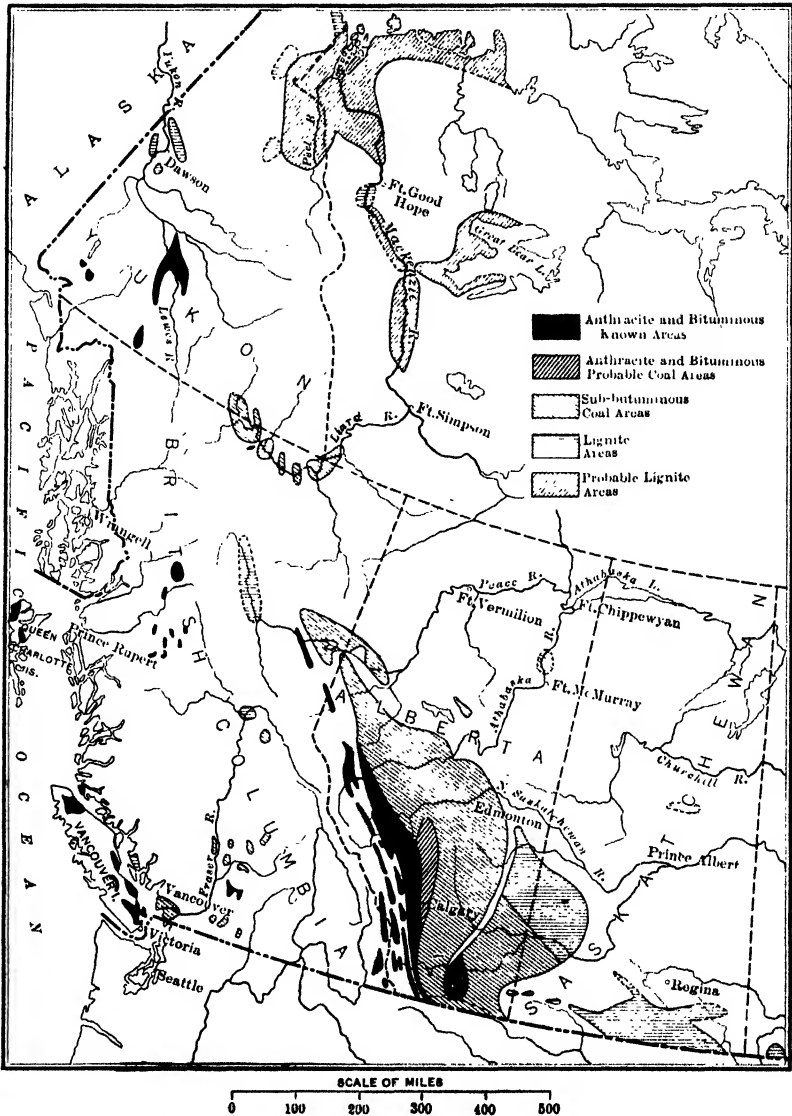 ALASKA
Yukon R.
Dawson
YUKON
Lewes R.
Peel R.
Ft. Good
Hope
Mackenzie R.
Great Bear L.
Anthracite and Bituminous
Known Areas
Anthracite and Bituminous
Probable Coal Areas
Sub-bituminous
Coal Areas
Lignite
Areas
Probable Lignite
Areas
Ft. Simpson
Liard R.
PACIFIC OCEAN
BRITISH COLUMBIA
Wrangell
Prince Rupert
QUEEN
CHARLOTTE
IS.
Peace R.
Ft. Vermilion
Athabaska L.
Ft. Chippewyan
Athabaska R.
Ft. McMurray
ALBERTA
SASKATCHEWAN
Churchill R.
N. Saskatchewan R.
Edmonton
Prince Albert
Calgary
Regina
Fraser R.
VANCOUVER I.
Vancouver
Victoria
Seattle
SCALE OF MILES
0 100 200 300 400 500